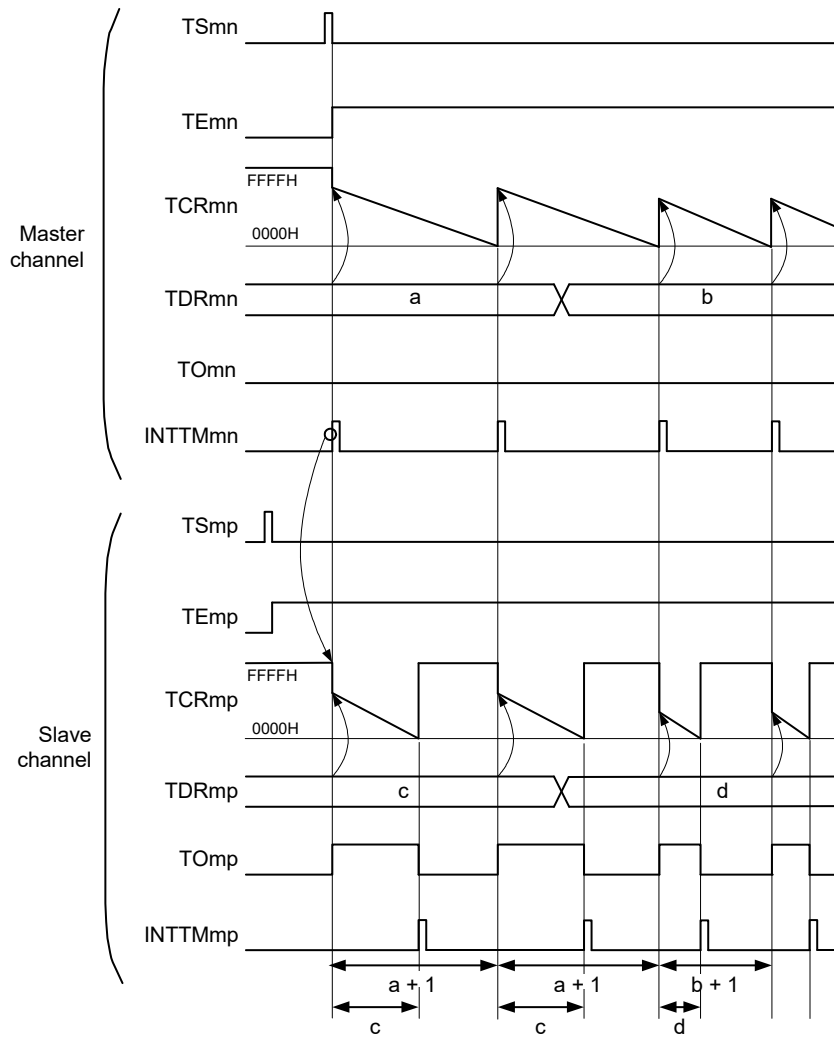 TSmn
TEmn
FFFFH
TCRmn
0000H
Master
channel
TDRmn
a
b
TOmn
INTTMmn
TSmp
TEmp
FFFFH
TCRmp
0000H
Slave
channel
TDRmp
c
d
TOmp
INTTMmp
a + 1
a + 1
b + 1
c
c
d